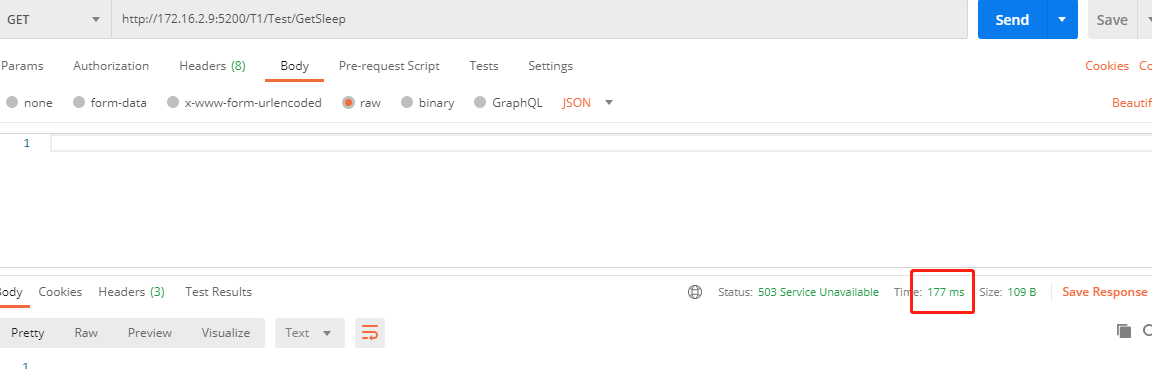 GET http://172.16.2.9:5200/T1/Test/GetSleep Send Save
Params Authorization Headers (8) Body Pre-request Script Tests Settings Cookies Co
none form-data x-www-form-urlencoded raw binary GraphQL JSON Beautif
1
Body Cookies Headers (3) Test Results Status: 503 Service Unavailable Time: 177 ms Size: 109 B Save Response
Pretty Raw Preview Visualize Text
1